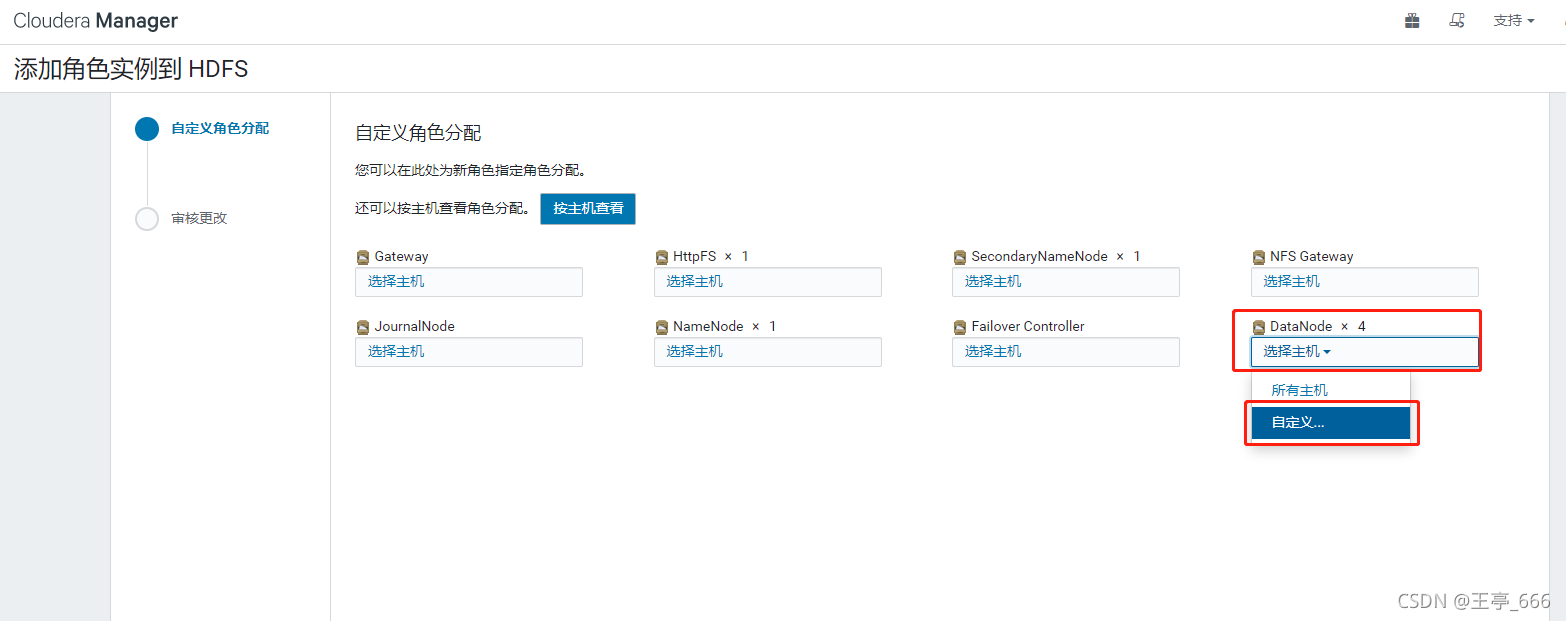 Cloudera Manager
支持
添加角色实例到 HDFS
自定义角色分配
审核更改
自定义角色分配
您可以在此处为新角色指定角色分配。
还可以按主机查看角色分配。 按主机查看
Gateway
选择主机
HttpFS × 1
选择主机
SecondaryNameNode × 1
选择主机
NFS Gateway
选择主机
JournalNode
选择主机
NameNode × 1
选择主机
Failover Controller
选择主机
DataNode × 4
选择主机
所有主机
自定义...
CSDN @王亭_666